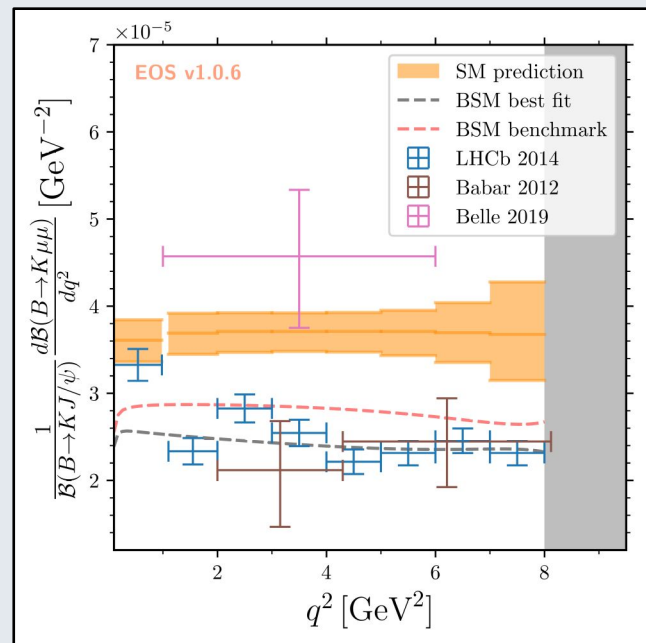 ×10⁻⁵
7
6
5
4
3
2
EOS v1.0.6
SM prediction
BSM best fit
BSM benchmark
LHCb 2014
Babar 2012
Belle 2019
1/𝓑(B→KJ/ψ) d𝓑(B→Kμμ)/dq² [GeV⁻²]
2 4 6 8
q² [GeV²]